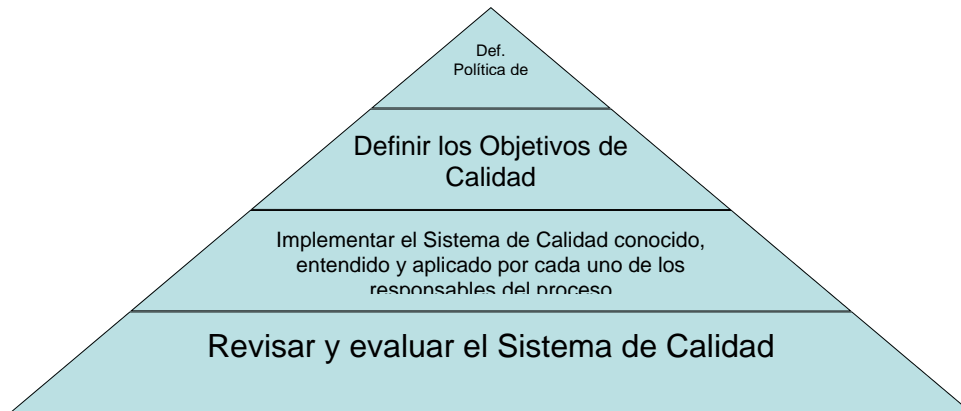 Def.
Política de
Definir los Objetivos de
Calidad
Implementar el Sistema de Calidad conocido,
entendido y aplicado por cada uno de los
responsables del proceso
Revisar y evaluar el Sistema de Calidad